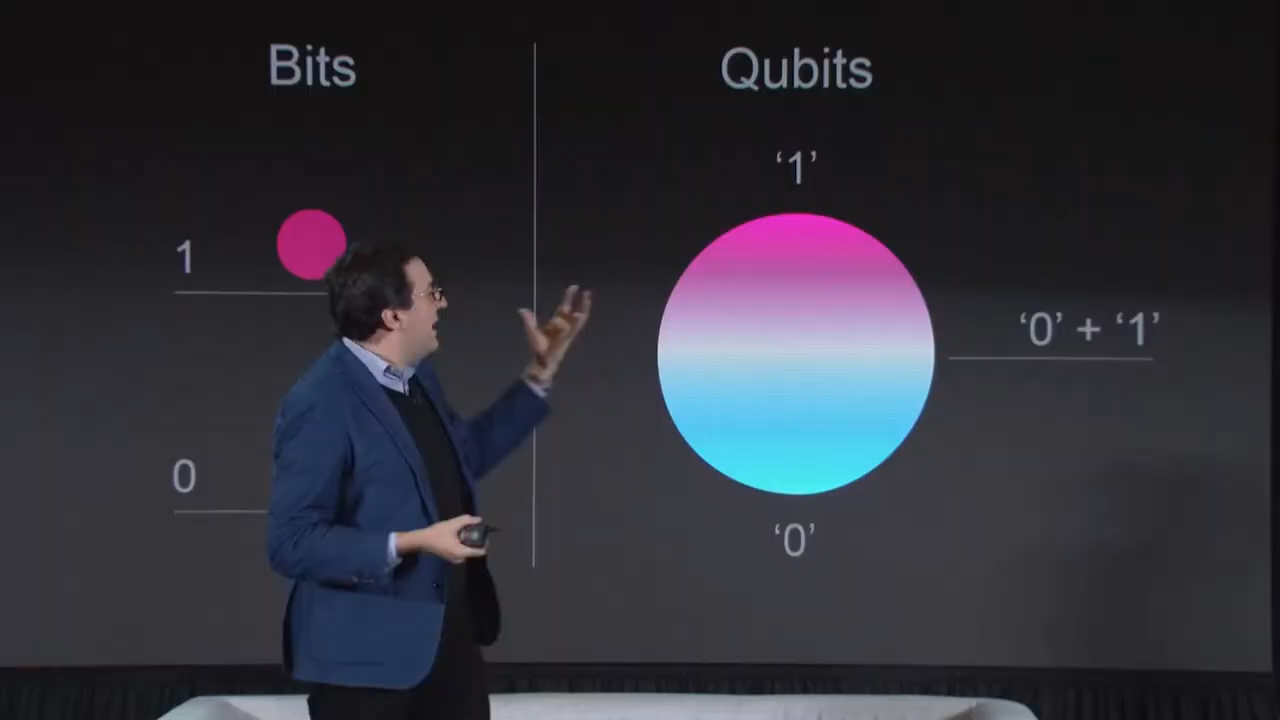 Bits
1
0
Qubits
‘1’
‘0’ + ‘1’
‘0’